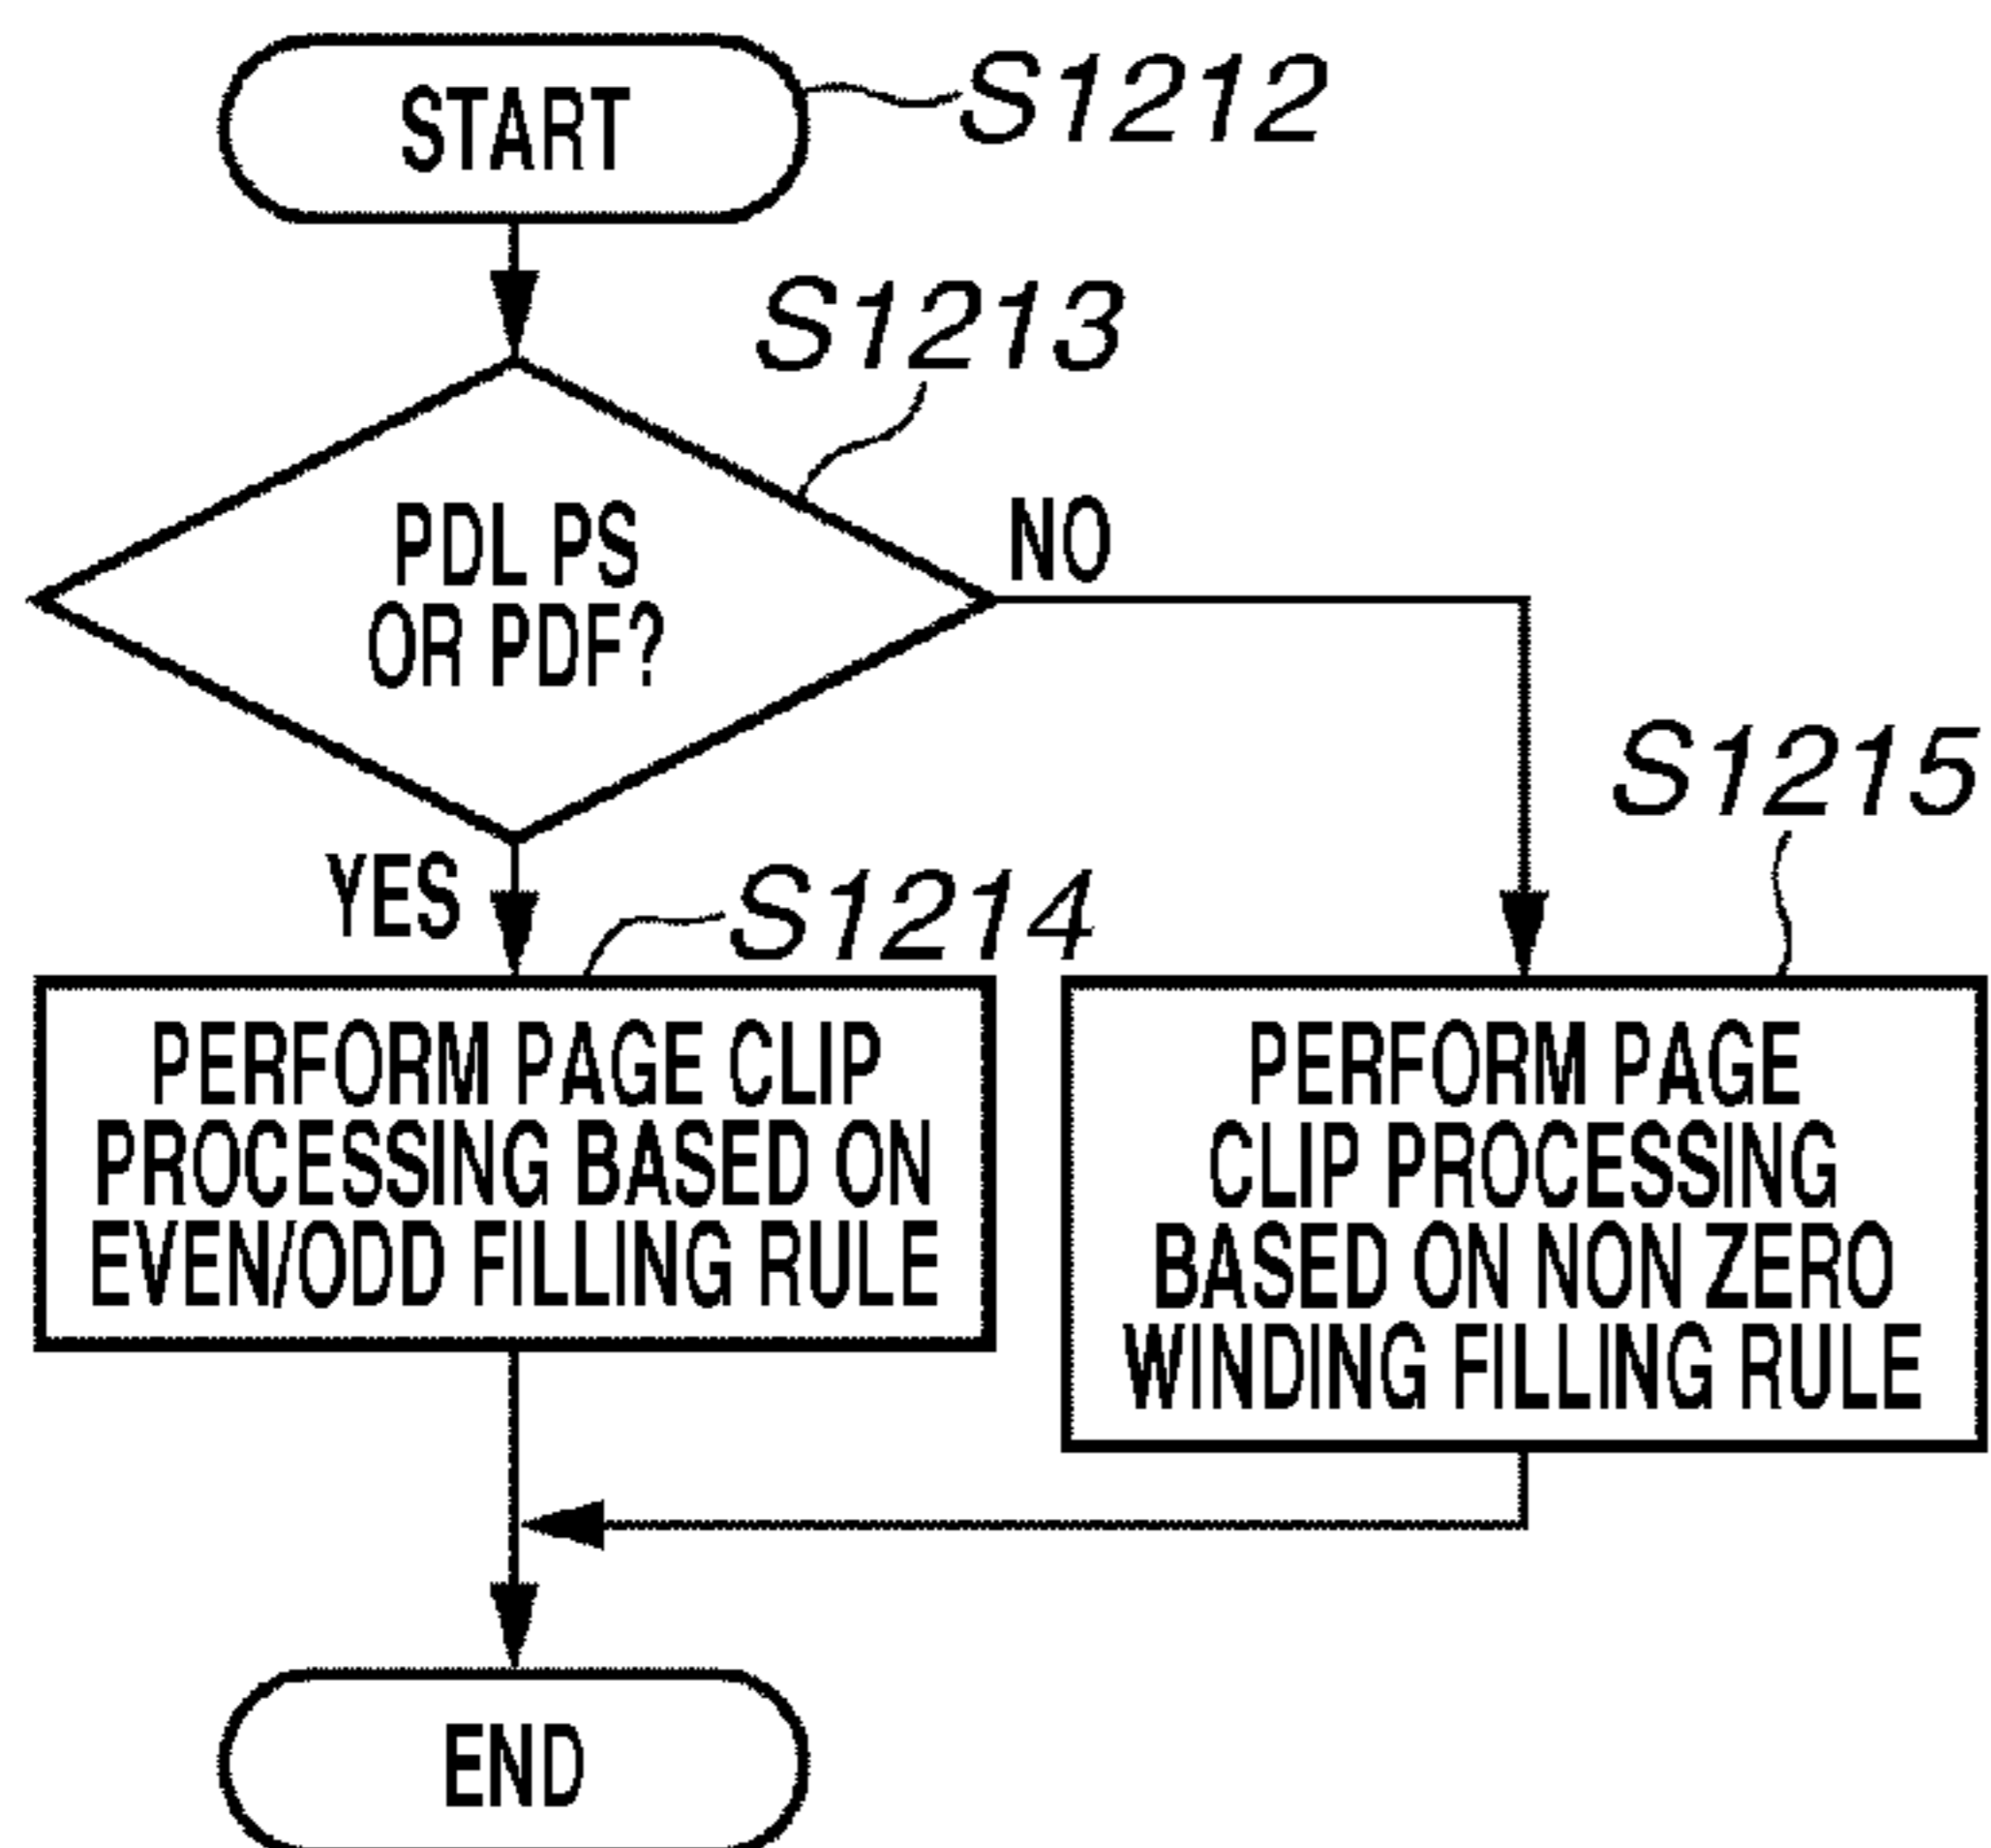 START
S1212
S1213
PDL PS
OR PDF?
NO
YES
S1214
PERFORM PAGE CLIP
PROCESSING BASED ON
EVEN/ODD FILLING RULE
S1215
PERFORM PAGE
CLIP PROCESSING
BASED ON NON ZERO
WINDING FILLING RULE
END